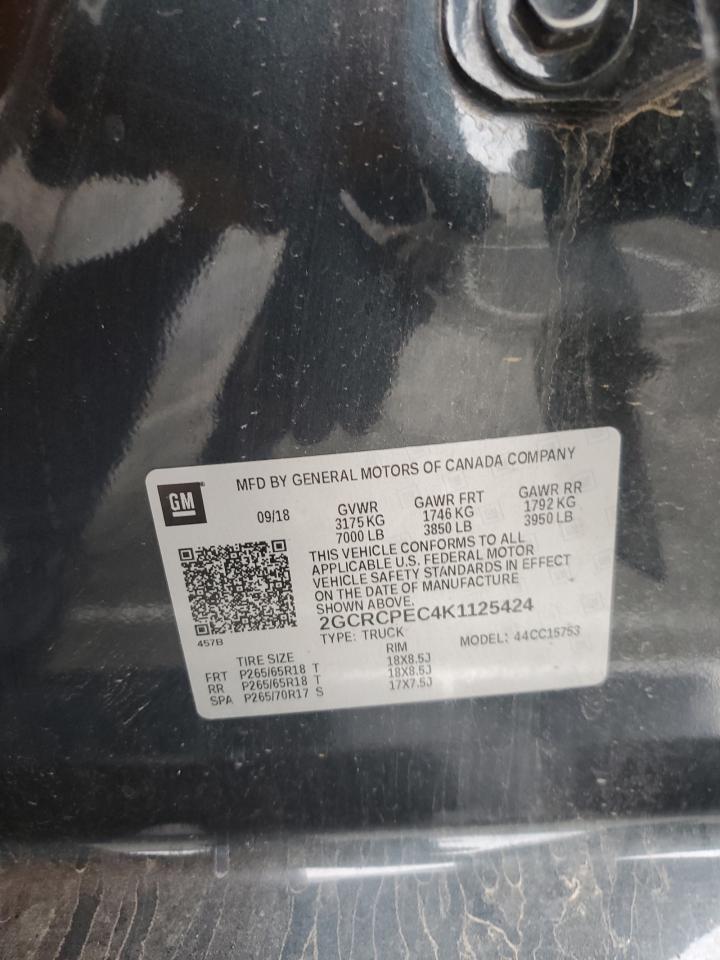 MFD BY GENERAL MOTORS OF CANADA COMPANY
GM
09/18
GVWR GAWR FRT GAWR RR
3175 KG 1746 KG 1792 KG
7000 LB 3850 LB 3950 LB
THIS VEHICLE CONFORMS TO ALL
APPLICABLE U.S. FEDERAL MOTOR
VEHICLE SAFETY STANDARDS IN EFFECT
ON THE DATE OF MANUFACTURE
SHOWN ABOVE.
2GCRCPEC4K1125424
457B
TYPE: TRUCK MODEL: 44CC15753
TIRE SIZE RIM
FRT P265/65R18 T 18X8.5J
RR P265/65R18 T 18X8.5J
SPA P265/70R17 S 17X7.5J